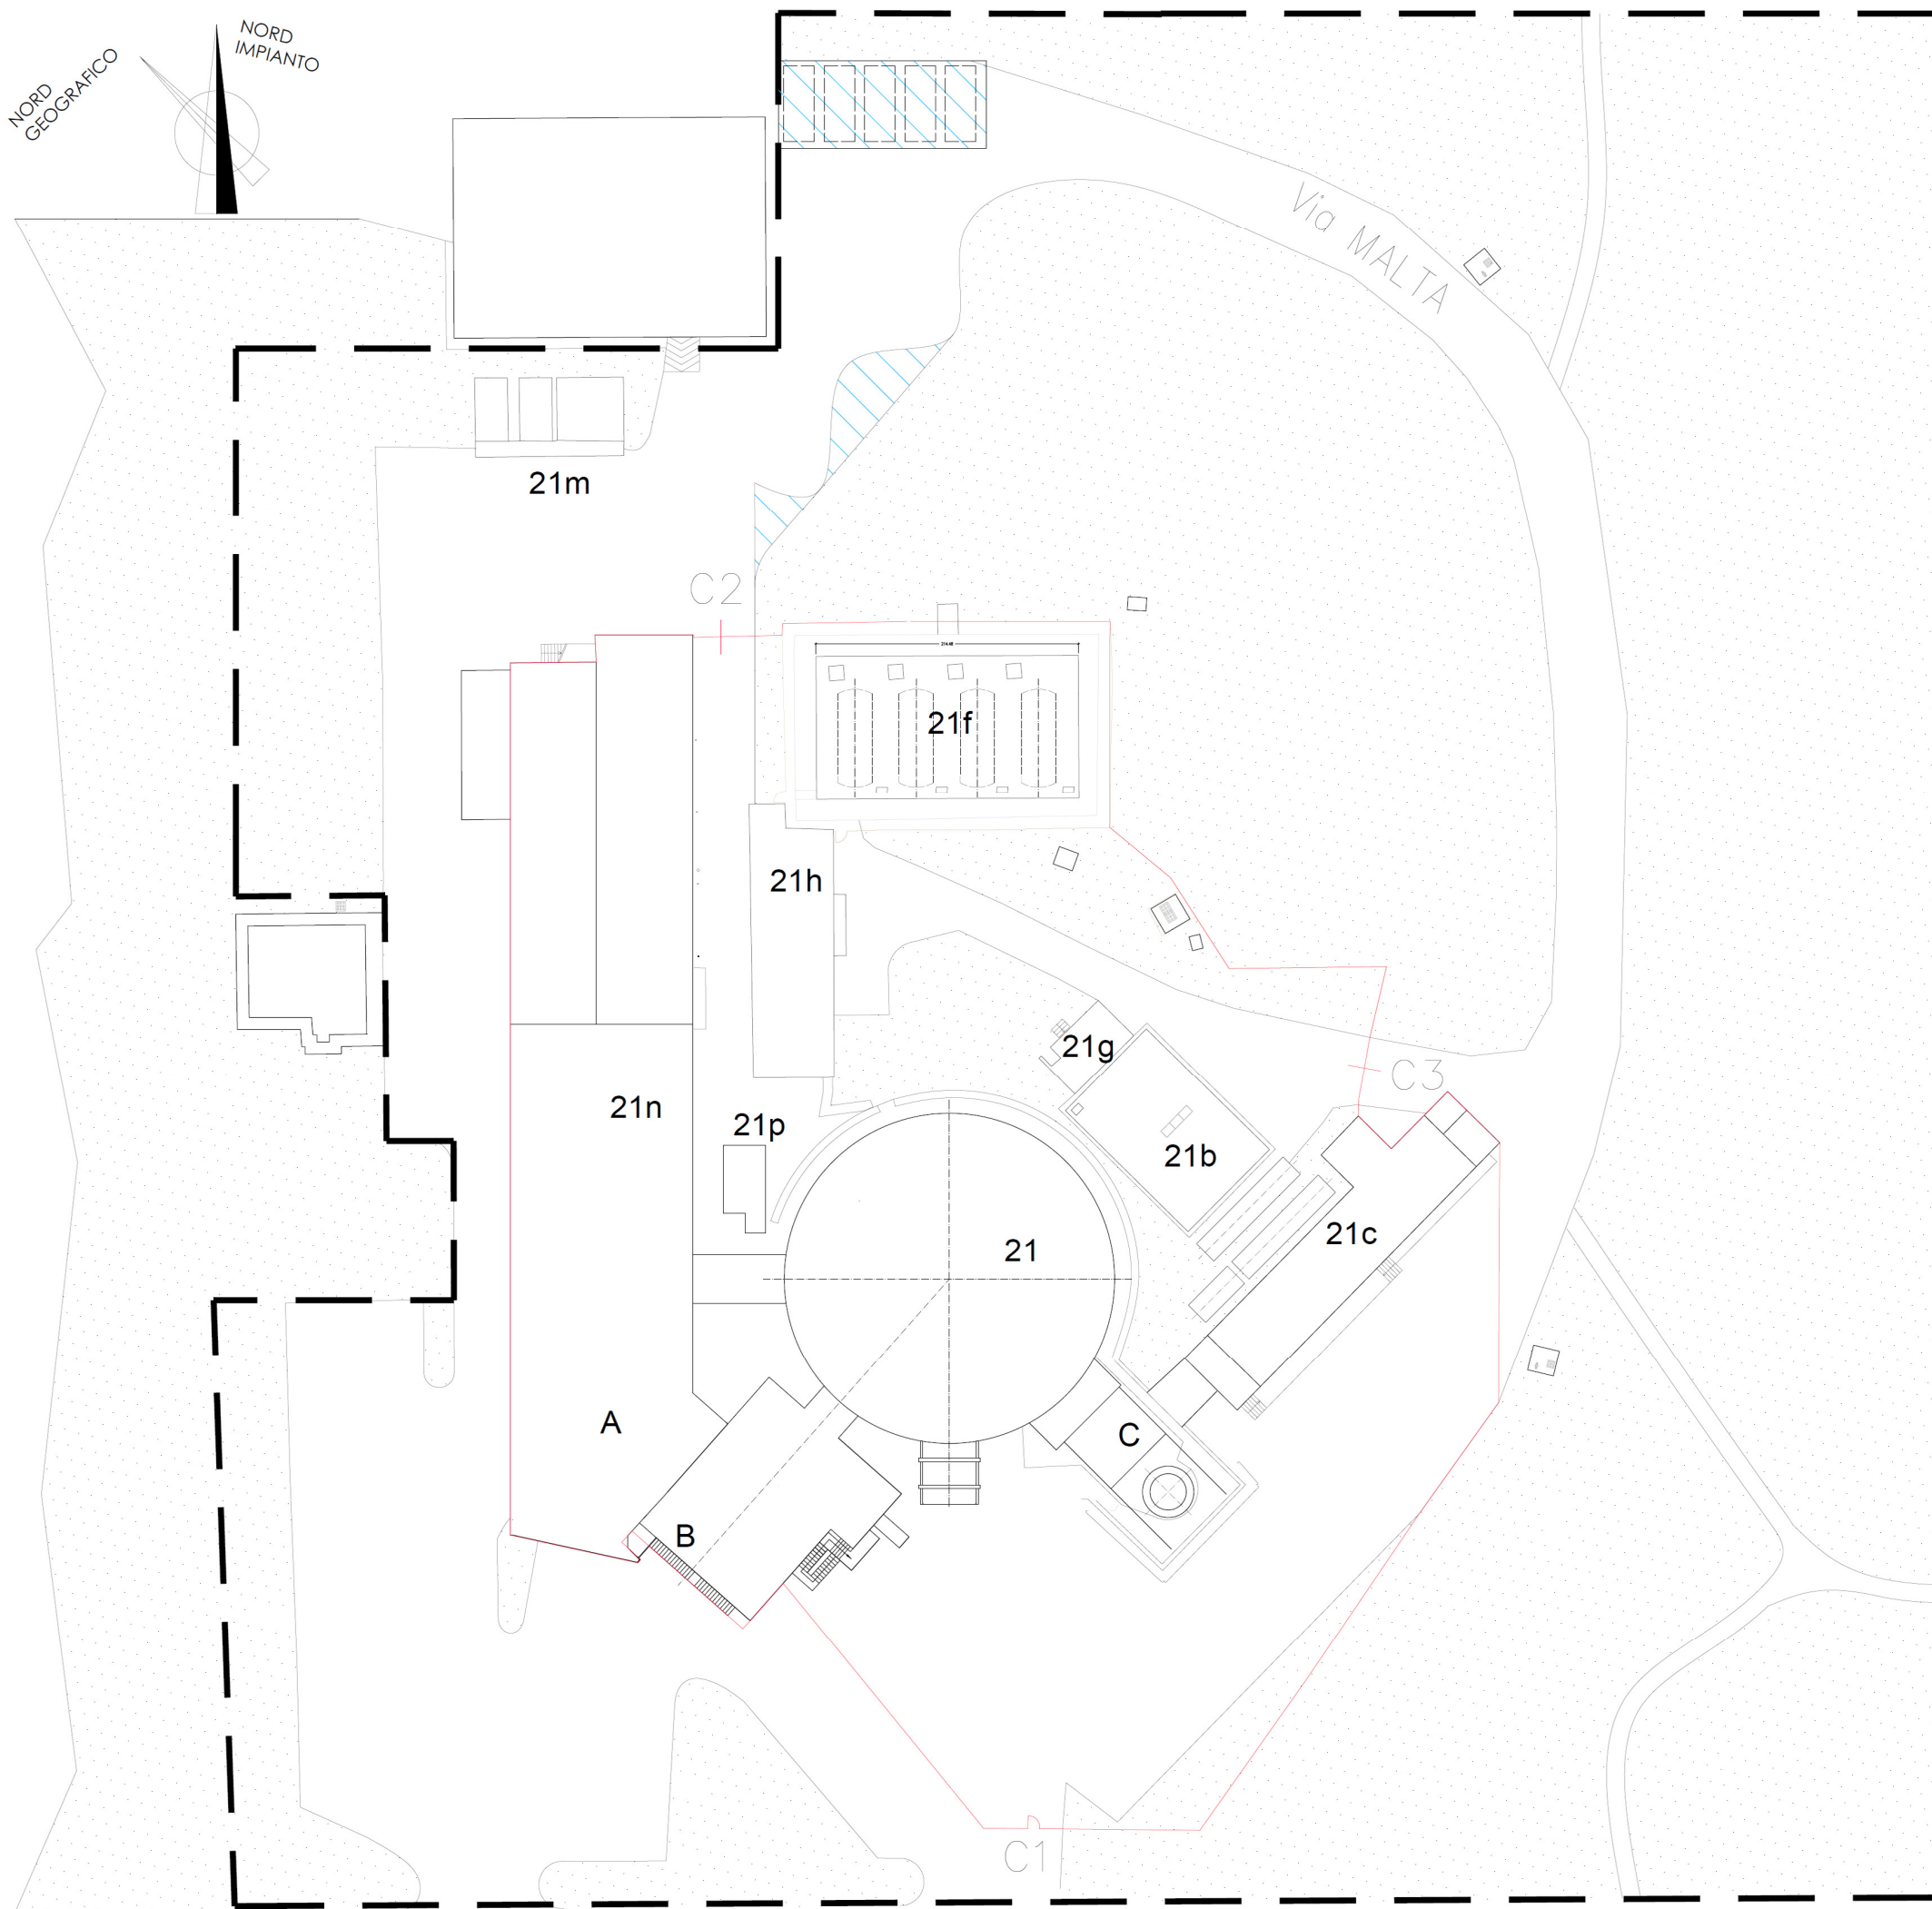 NORD
IMPIANTO
NORD
GEOGRAFICO
Via MALTA
21m
C2
21f
21h
21g
C3
21n
21p
21b
21c
21
A
C
B
C1